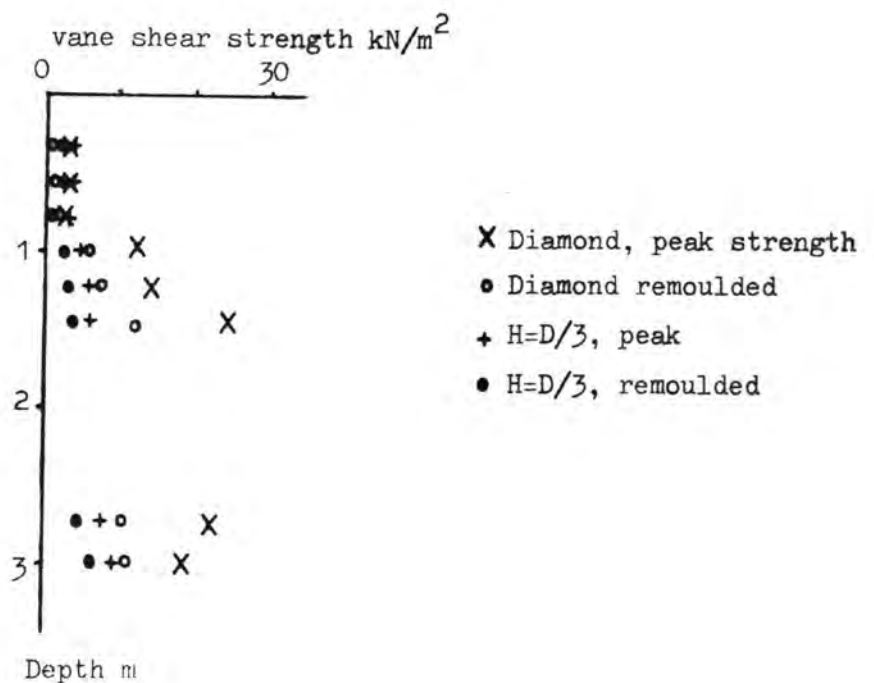 vane shear strength kN/m²
0 30
1
2
3
Depth m
X Diamond, peak strength
o Diamond remoulded
+ H=D/3, peak
• H=D/3, remoulded